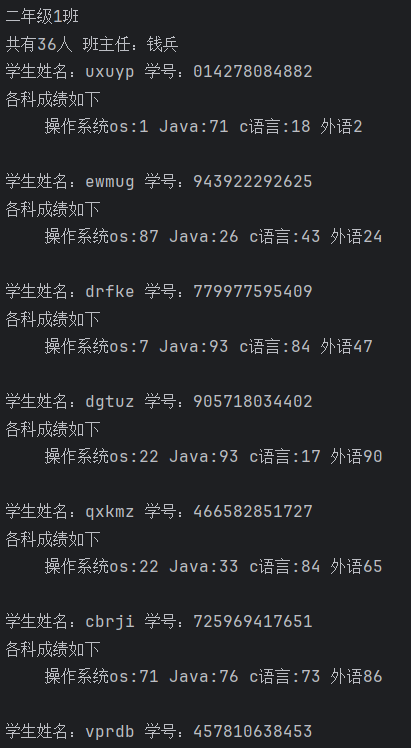 二年级1班
共有36人 班主任：钱兵
学生姓名：uxuyp 学号：014278084882
各科成绩如下
操作系统os:1 Java:71 c语言:18 外语2
学生姓名：ewmug 学号：943922292625
各科成绩如下
操作系统os:87 Java:26 c语言:43 外语24
学生姓名：drfke 学号：779977595409
各科成绩如下
操作系统os:7 Java:93 c语言:84 外语47
学生姓名：dgtuz 学号：905718034402
各科成绩如下
操作系统os:22 Java:93 c语言:17 外语90
学生姓名：qxkmz 学号：466582851727
各科成绩如下
操作系统os:22 Java:33 c语言:84 外语65
学生姓名：cbrji 学号：725969417651
各科成绩如下
操作系统os:71 Java:76 c语言:73 外语86
学生姓名：vprdb 学号：457810638453